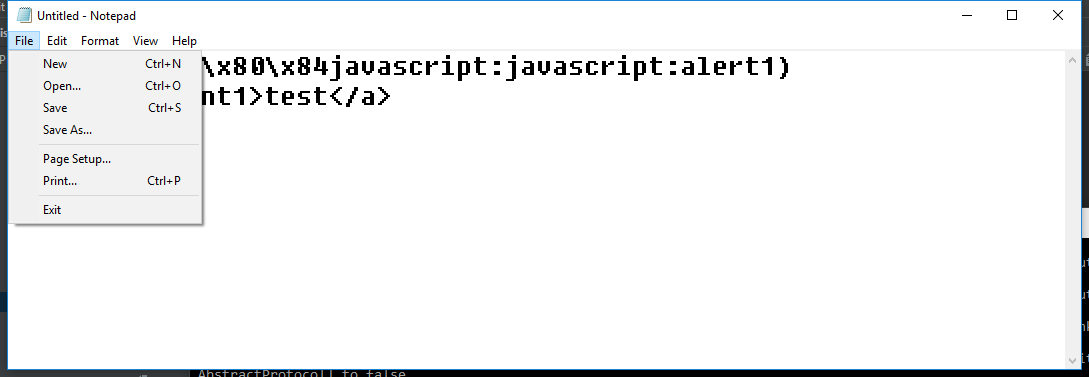 Untitled - Notepad
File Edit Format View Help
New Ctrl+N
Open... Ctrl+O
Save Ctrl+S
Save As...
Page Setup...
Print... Ctrl+P
Exit
\x80\x84javascript:javascript:alert1)
nt1>test</a>
AbstractProtocol] to false